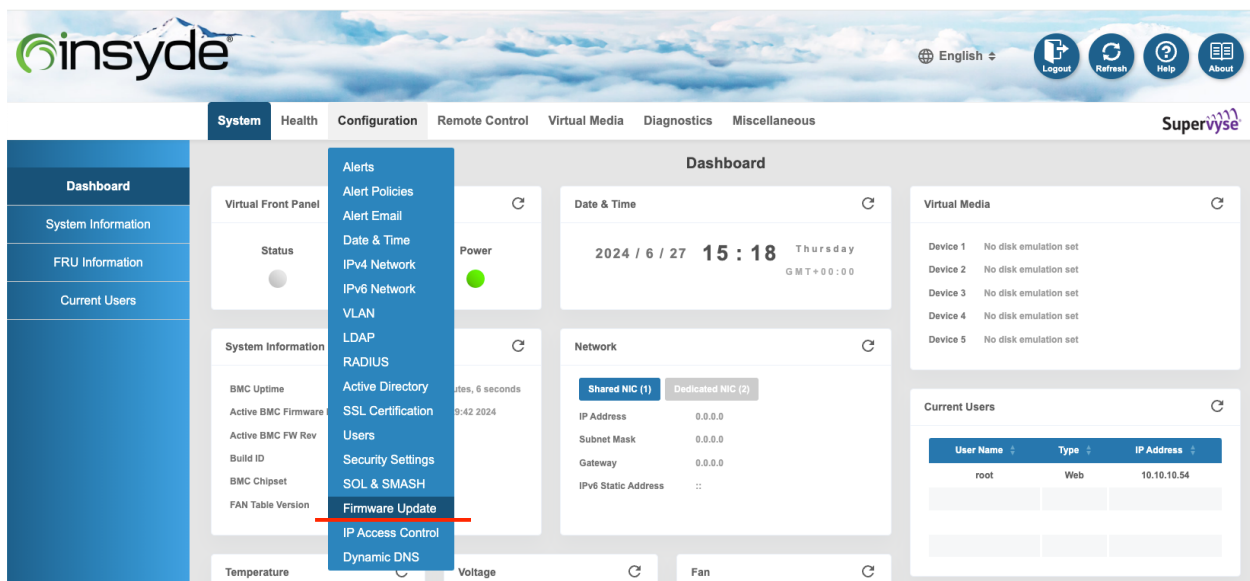 insyde®
English
Logout
Refresh
Help
About
System Health Configuration Remote Control Virtual Media Diagnostics Miscellaneous
Supervyse
Dashboard
System Information
FRU Information
Current Users
Alerts
Alert Policies
Alert Email
Date & Time
IPv4 Network
IPv6 Network
VLAN
LDAP
RADIUS
Active Directory
SSL Certification
Users
Security Settings
SOL & SMASH
Firmware Update
IP Access Control
Dynamic DNS
Dashboard
Virtual Front Panel
Status
Power
Date & Time
2024 / 6 / 27 15 : 18 Thursday
GMT+00:00
Virtual Media
Device 1 No disk emulation set
Device 2 No disk emulation set
Device 3 No disk emulation set
Device 4 No disk emulation set
Device 5 No disk emulation set
System Information
BMC Uptime utes, 6 seconds
Active BMC Firmware 9:42 2024
Active BMC FW Rev
Build ID
BMC Chipset
FAN Table Version
Network
Shared NIC (1) Dedicated NIC (2)
IP Address 0.0.0.0
Subnet Mask 0.0.0.0
Gateway 0.0.0.0
IPv6 Static Address ::
Current Users
User Name Type IP Address
root Web 10.10.10.54
Temperature
Voltage
Fan